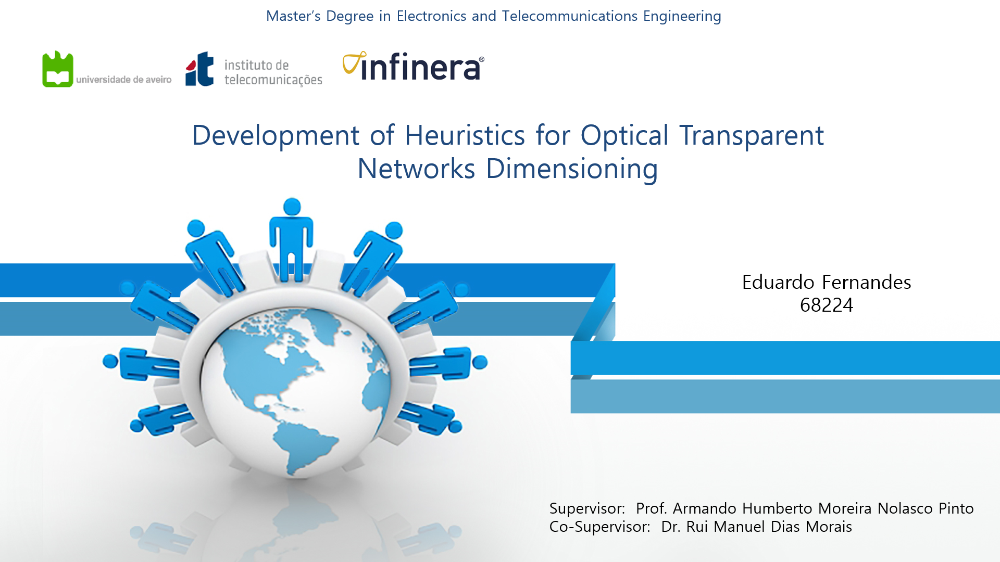 Master’s Degree in Electronics and Telecommunications Engineering
universidade de aveiro
it
instituto de
telecomunicações
infinera®
Development of Heuristics for Optical Transparent
Networks Dimensioning
Eduardo Fernandes
68224
Supervisor: Prof. Armando Humberto Moreira Nolasco Pinto
Co-Supervisor: Dr. Rui Manuel Dias Morais